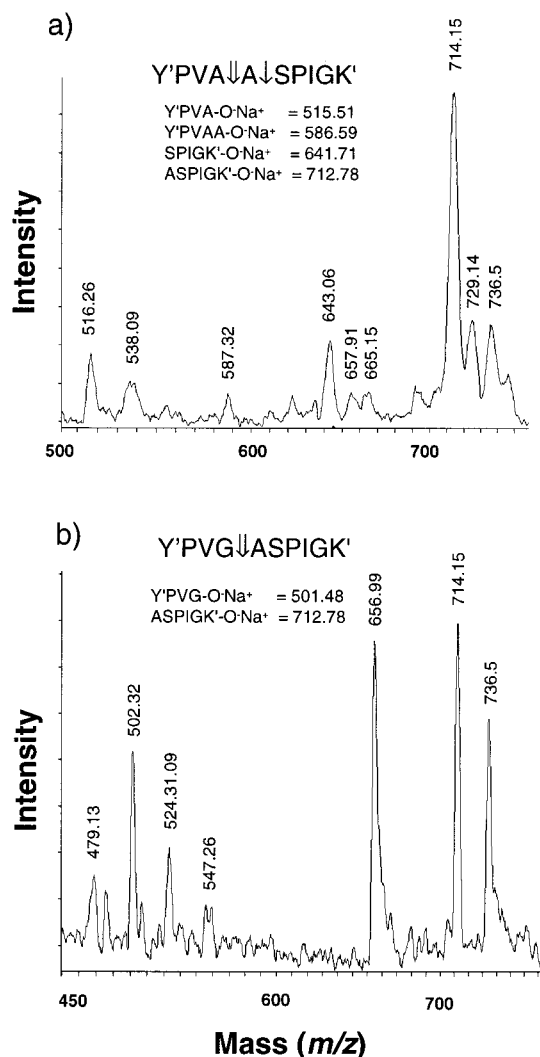 a)
Y'PVA⇓A↓SPIGK'
Y'PVA-O⁻Na⁺ = 515.51
Y'PVAA-O⁻Na⁺ = 586.59
SPIGK'-O⁻Na⁺ = 641.71
ASPIGK'-O⁻Na⁺ = 712.78
Intensity
516.26
538.09
587.32
643.06
657.91
665.15
714.15
729.14
736.5
500
600
700
b)
Y'PVG⇓ASPIGK'
Y'PVG-O⁻Na⁺ = 501.48
ASPIGK'-O⁻Na⁺ = 712.78
Intensity
479.13
502.32
524.31.09
547.26
656.99
714.15
736.5
450
600
700
Mass (m/z)